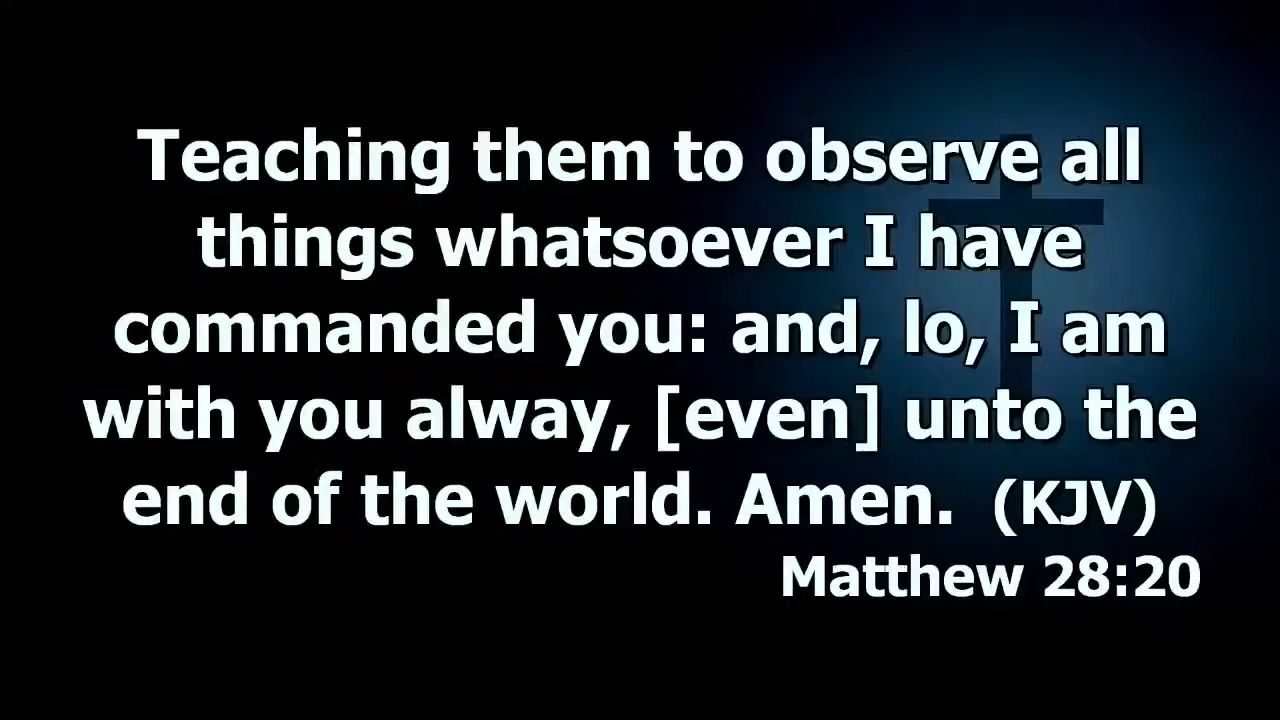 Teaching them to observe all
things whatsoever I have
commanded you: and, lo, I am
with you alway, [even] unto the
end of the world. Amen. (KJV)
Matthew 28:20